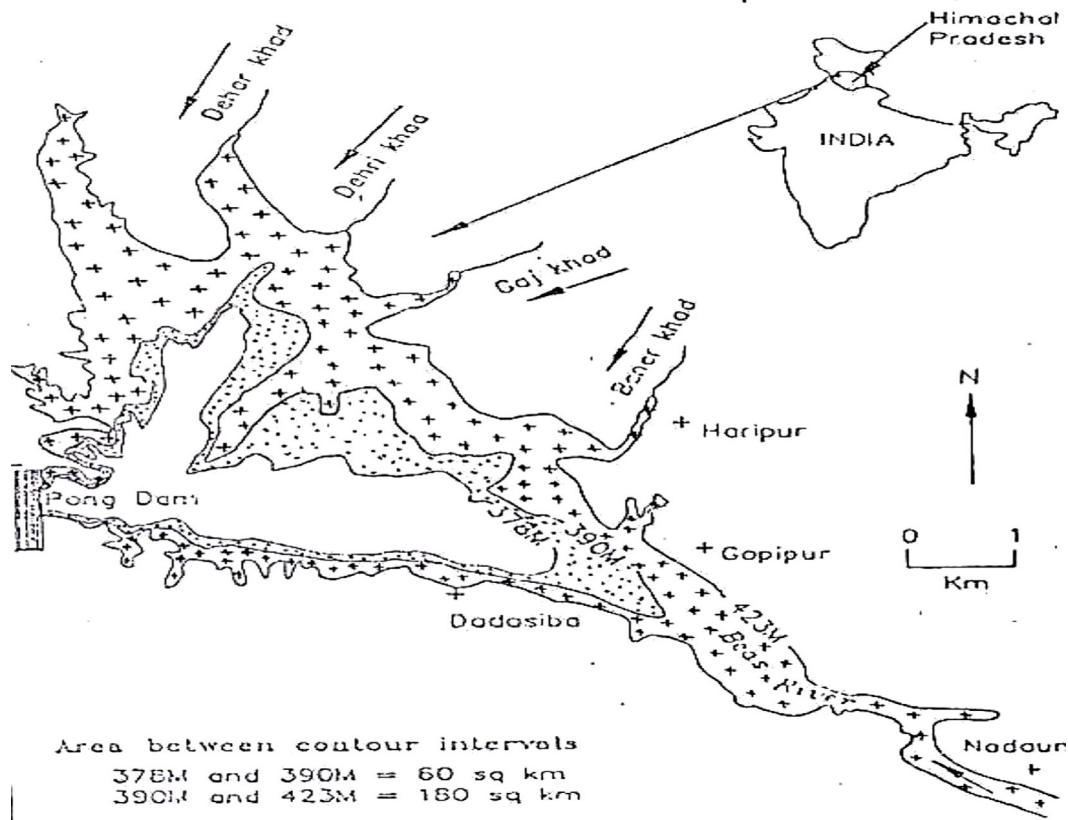 Himachal
Pradesh
INDIA
Dehar khad
Dehri khad
Gaj khad
Baner khad
N
Haripur
Pong Dam
378M
390M
Gopipur
0 1
Km
Dadasiba
423M
Beas River
Nadaun
Area between contour intervals
378M and 390M = 60 sq km
390M and 423M = 180 sq km